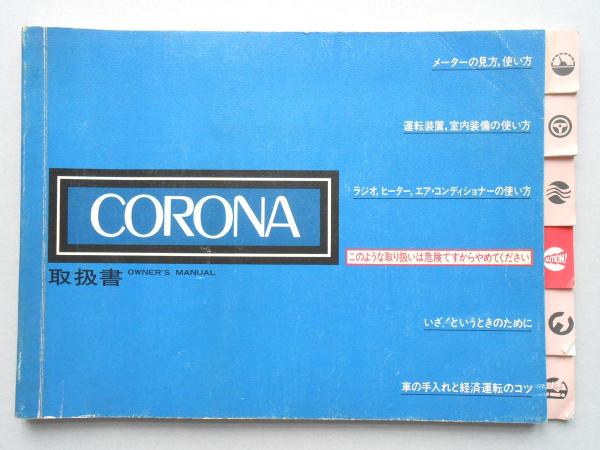 メーターの見方,使い方
運転装置,室内装備の使い方
ラジオ,ヒーター,エア・コンディショナーの使い方
CORONA
このような取り扱いは危険ですからやめてください
CAUTION!
取扱書 OWNER'S MANUAL
いざ!というときのために
車の手入れと経済運転のコツ